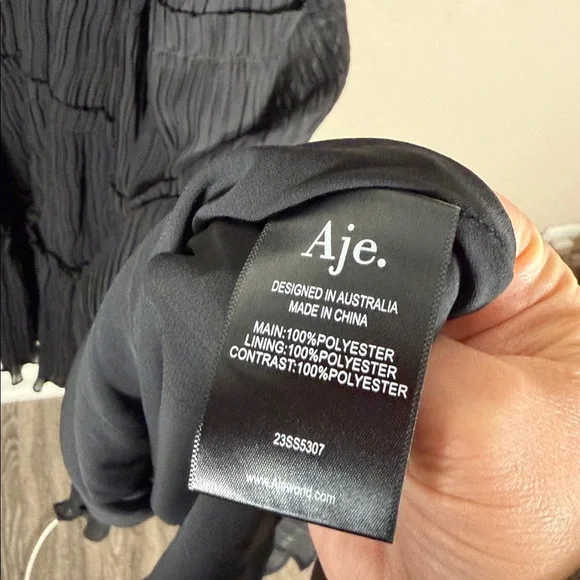 Aje.
DESIGNED IN AUSTRALIA
MADE IN CHINA
MAIN:100%POLYESTER
LINING:100%POLYESTER
CONTRAST:100%POLYESTER
23SS5307
www.Ajeworld.com